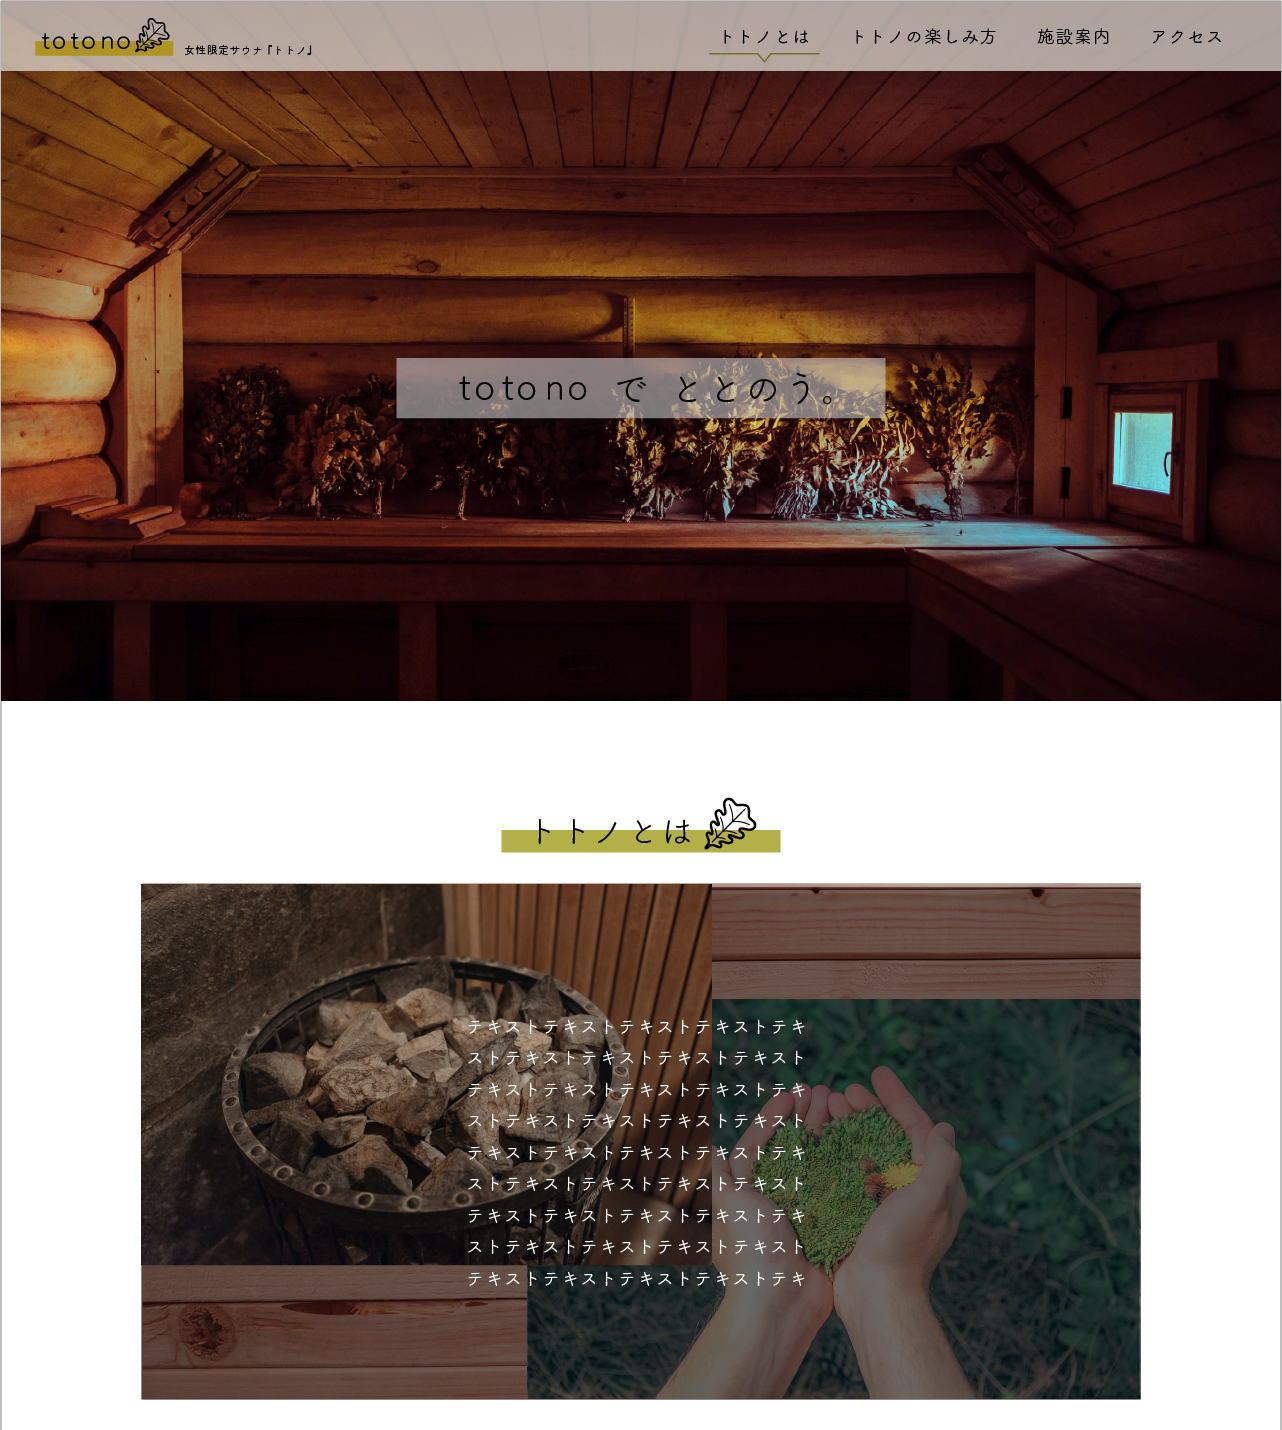 totono
女性限定サウナ『トトノ』
トトノとは
トトノの楽しみ方
施設案内
アクセス
totono で ととのう。
トトノとは
テキストテキストテキストテキストテキ
ストテキストテキストテキストテキスト
テキストテキストテキストテキストテキ
ストテキストテキストテキストテキスト
テキストテキストテキストテキストテキ
ストテキストテキストテキストテキスト
テキストテキストテキストテキストテキ
ストテキストテキストテキストテキスト
テキストテキストテキストテキストテキ